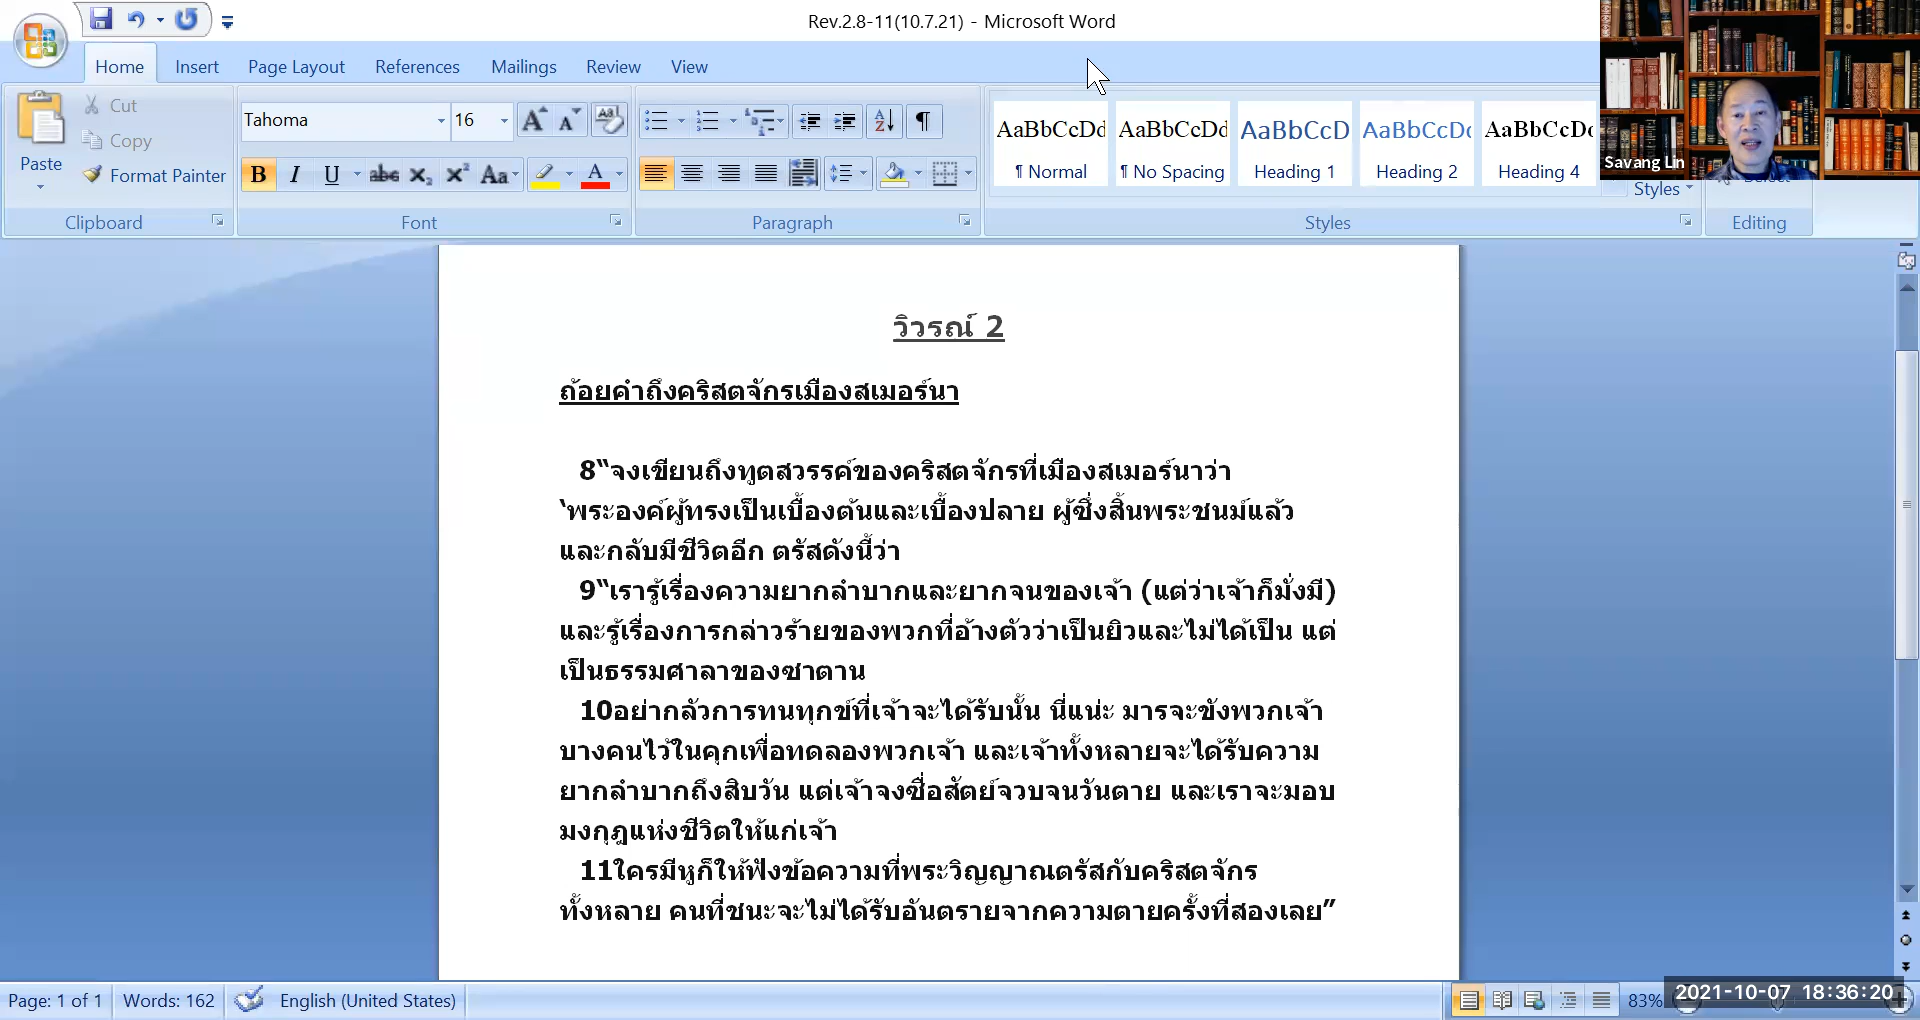 Rev.2.8-11(10.7.21) - Microsoft Word
Home Insert Page Layout References Mailings Review View
Paste
Cut
Copy
Format Painter
Clipboard
Tahoma 16
Font
Paragraph
AaBbCcDd AaBbCcDd AaBbCcD AaBbCcDd AaBbCcDd
¶ Normal ¶ No Spacing Heading 1 Heading 2 Heading 4
Styles
Styles
Editing
Savang Lin
วิวรณ์ 2
ถ้อยคำถึงคริสตจักรเมืองสเมอร์นา
8“จงเขียนถึงทูตสวรรค์ของคริสตจักรที่เมืองสเมอร์นาว่า
‘พระองค์ผู้ทรงเป็นเบื้องต้นและเบื้องปลาย ผู้ซึ่งสิ้นพระชนม์แล้ว
และกลับมีชีวิตอีก ตรัสดังนี้ว่า
9“เรารู้เรื่องความยากลำบากและยากจนของเจ้า (แต่ว่าเจ้าก็มั่งมี)
และรู้เรื่องการกล่าวร้ายของพวกที่อ้างตัวว่าเป็นยิวและไม่ได้เป็น แต่
เป็นธรรมศาลาของซาตาน
10อย่ากลัวการทนทุกข์ที่เจ้าจะได้รับนั้น นี่แน่ะ มารจะขังพวกเจ้า
บางคนไว้ในคุกเพื่อทดลองพวกเจ้า และเจ้าทั้งหลายจะได้รับความ
ยากลำบากถึงสิบวัน แต่เจ้าจงซื่อสัตย์จวบจนวันตาย และเราจะมอบ
มงกุฎแห่งชีวิตให้แก่เจ้า
11ใครมีหูก็ให้ฟังข้อความที่พระวิญญาณตรัสกับคริสตจักร
ทั้งหลาย คนที่ชนะจะไม่ได้รับอันตรายจากความตายครั้งที่สองเลย”
Page: 1 of 1 Words: 162 English (United States) 83%
2021-10-07 18:36:20